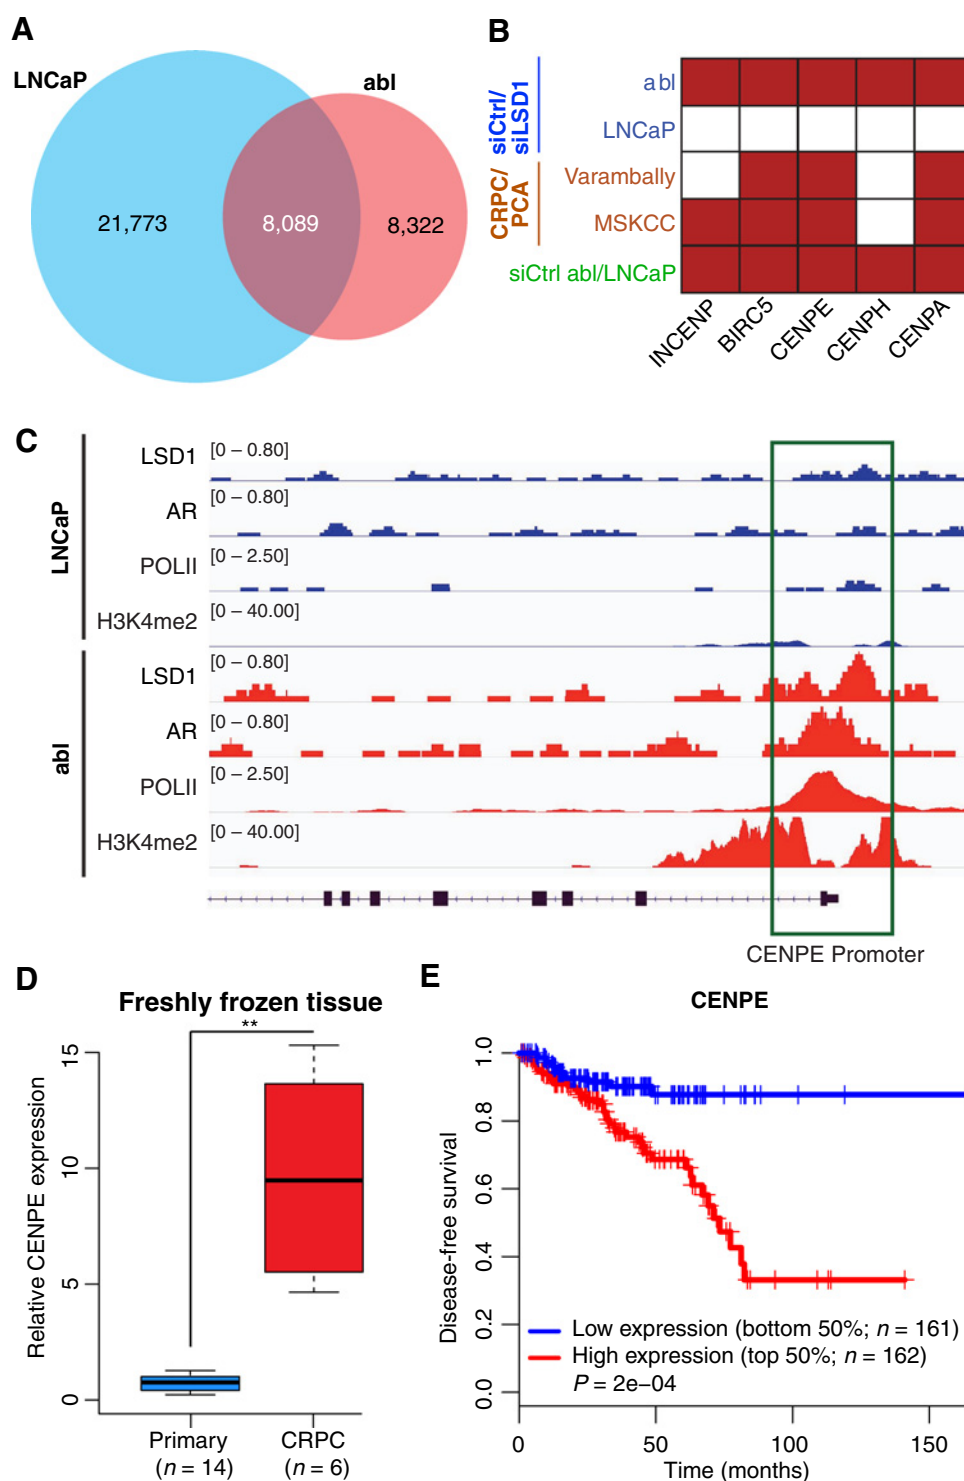 A
LNCaP
abl
21,773
8,089
8,322
B
siCtrl/
siLSD1
CRPC/
PCA
abl
LNCaP
Varambally
MSKCC
siCtrl abl/LNCaP
INCENP
BIRC5
CENPE
CENPH
CENPA
C
LNCaP
LSD1
[0 – 0.80]
AR
[0 – 0.80]
POLII
[0 – 2.50]
H3K4me2
[0 – 40.00]
abl
LSD1
[0 – 0.80]
AR
[0 – 0.80]
POLII
[0 – 2.50]
H3K4me2
[0 – 40.00]
CENPE Promoter
D
Freshly frozen tissue
**
Relative CENPE expression
15
10
5
0
Primary
(n = 14)
CRPC
(n = 6)
E
CENPE
Disease-free survival
1.0
0.8
0.6
0.4
0.2
0.0
Low expression (bottom 50%; n = 161)
High expression (top 50%; n = 162)
P = 2e−04
0
50
100
150
Time (months)